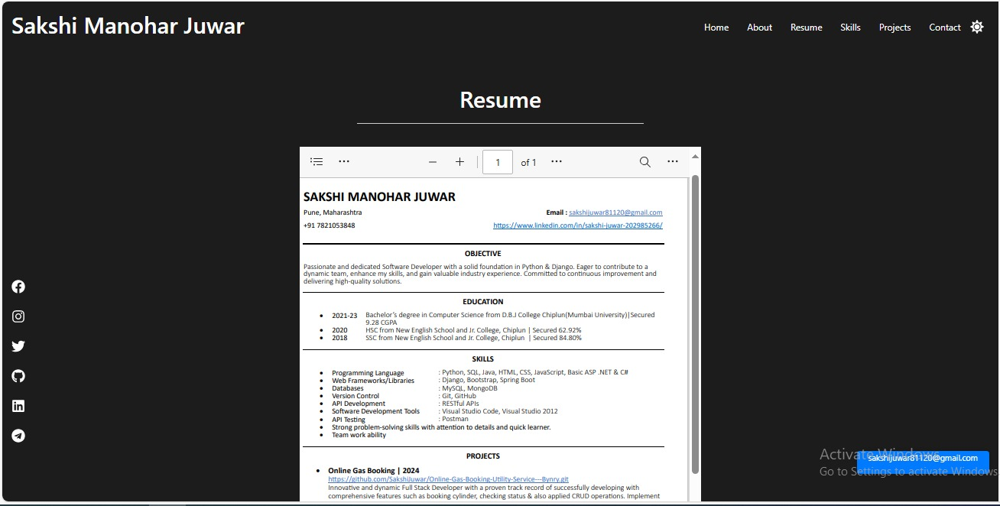 Sakshi Manohar Juwar
Home About Resume Skills Projects Contact
Resume
1 of 1
SAKSHI MANOHAR JUWAR
Pune, Maharashtra Email : sakshijuwar81120@gmail.com
+91 7821053848 https://www.linkedin.com/in/sakshi-juwar-202985266/
OBJECTIVE
Passionate and dedicated Software Developer with a solid foundation in Python & Django. Eager to contribute to a
dynamic team, enhance my skills, and gain valuable industry experience. Committed to continuous improvement and
delivering high-quality solutions.
EDUCATION
• 2021-23 Bachelor's degree in Computer Science from D.B.J College Chiplun(Mumbai University)|Secured
9.28 CGPA
• 2020 HSC from New English School and Jr. College, Chiplun | Secured 62.92%
• 2018 SSC from New English School and Jr. College, Chiplun | Secured 84.80%
SKILLS
• Programming Language : Python, SQL, Java, HTML, CSS, JavaScript, Basic ASP .NET & C#
• Web Frameworks/Libraries : Django, Bootstrap, Spring Boot
• Databases : MySQL, MongoDB
• Version Control : Git, GitHub
• API Development : RESTful APIs
• Software Development Tools : Visual Studio Code, Visual Studio 2012
• API Testing : Postman
• Strong problem-solving skills with attention to details and quick learner.
• Team work ability
PROJECTS
• Online Gas Booking | 2024
https://github.com/SakshiJuwar/Online-Gas-Booking-Utility-Service---Bynry.git
Innovative and dynamic Full Stack Developer with a proven track record of successfully developing with
comprehensive features such as booking cylinder, checking status & also applied CRUD operations. Implement
Activate Windows
sakshijuwar81120@gmail.com
Go to Settings to activate Windows